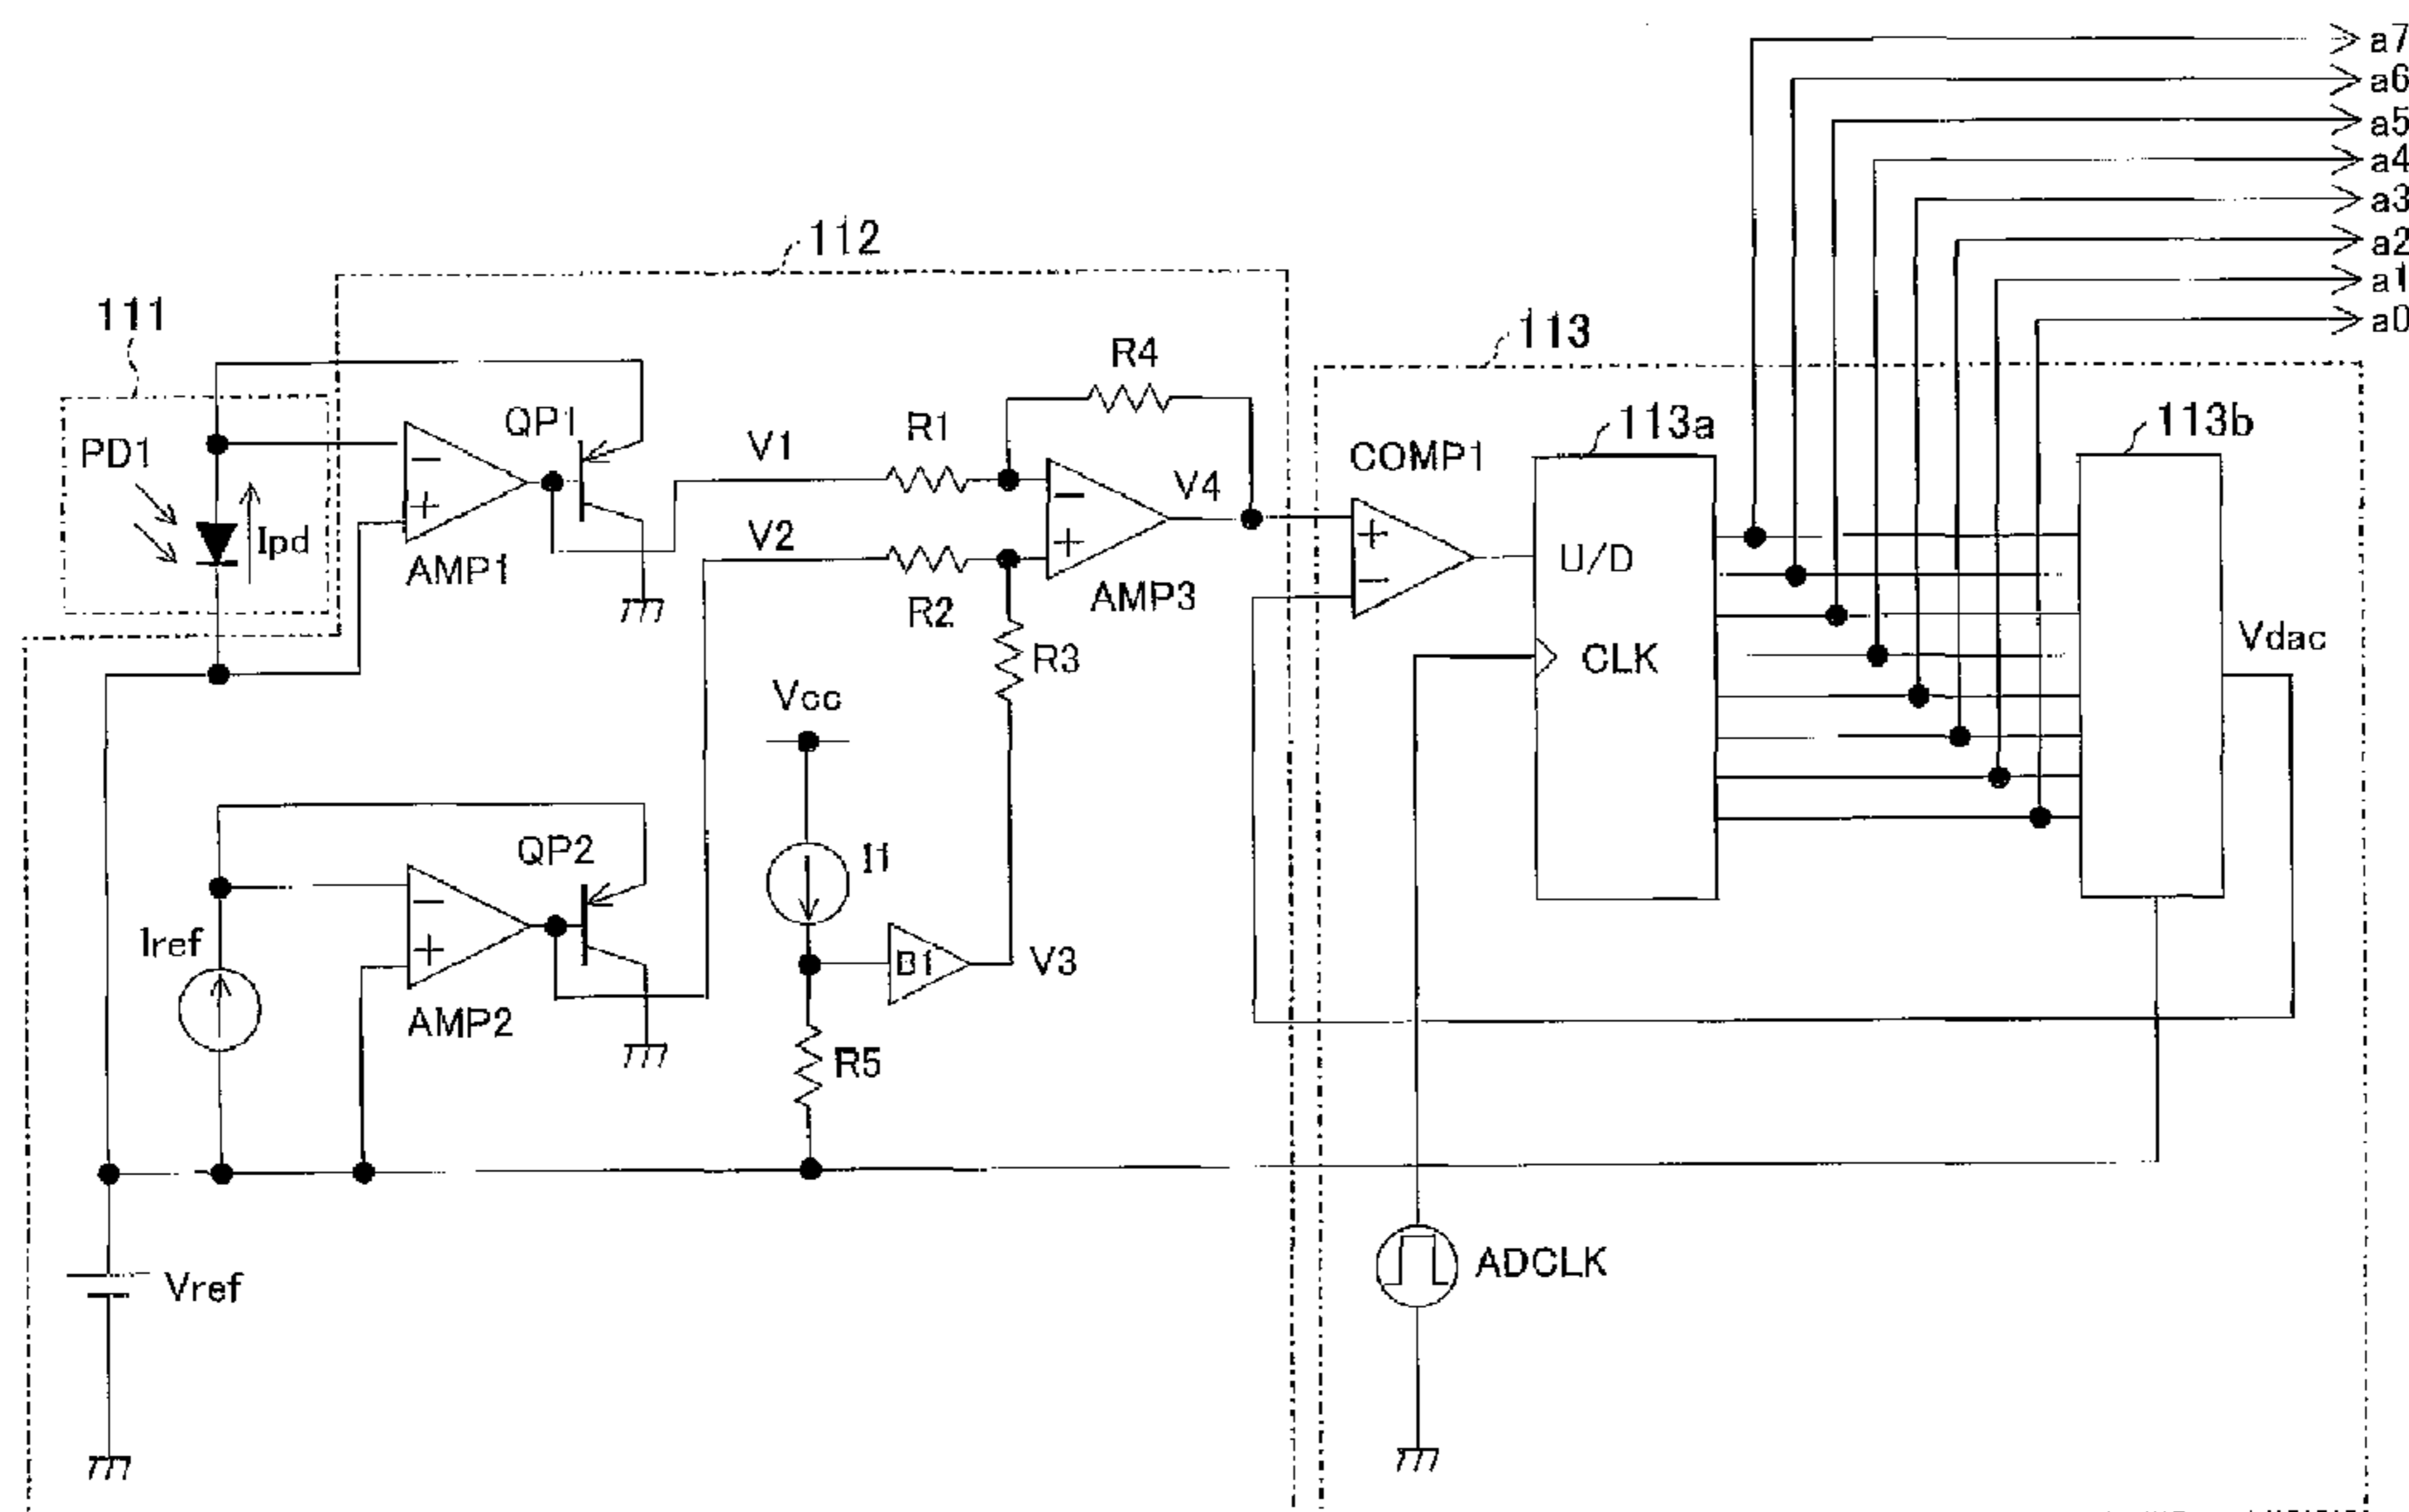 a7
a6
a5
a4
a3
a2
a1
a0
112
111
113
R4
PD1
QP1
V1
R1
COMP1
113a
113b
Ipd
AMP1
V2
R2
V4
AMP3
U/D
R3
CLK
Vdac
Vcc
QP2
I1
Iref
B1
V3
AMP2
R5
ADCLK
Vref